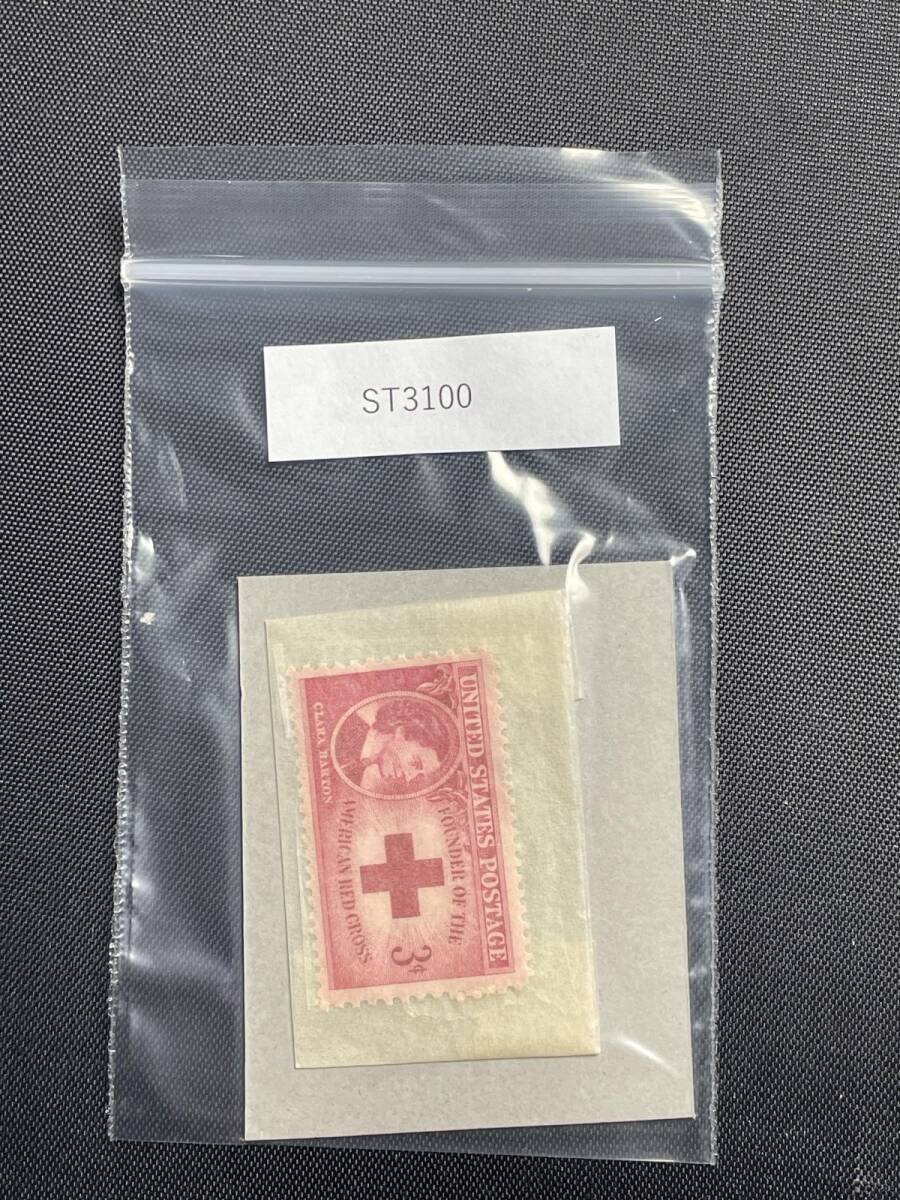 ST3100
UNITED STATES POSTAGE
CLARA BARTON
FOUNDER OF THE
AMERICAN RED CROSS
3¢